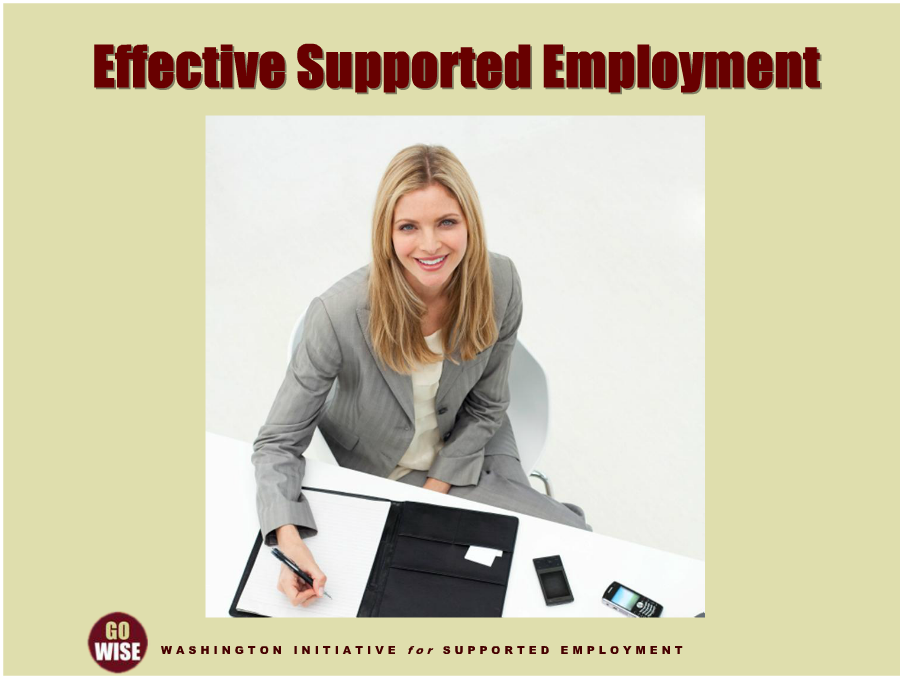 Effective Supported Employment
GO
WISE
WASHINGTON INITIATIVE for SUPPORTED EMPLOYMENT